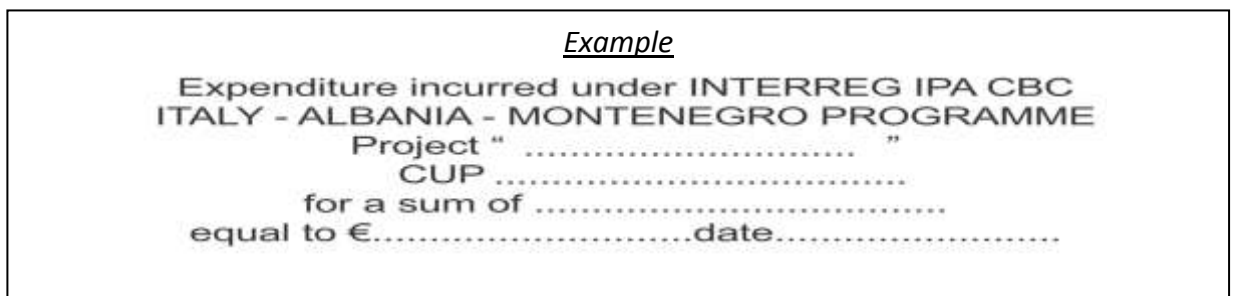 Example
Expenditure incurred under INTERREG IPA CBC
ITALY - ALBANIA - MONTENEGRO PROGRAMME
Project “ ............................. ”
CUP ....................................
for a sum of ....................................
equal to €............................date.........................